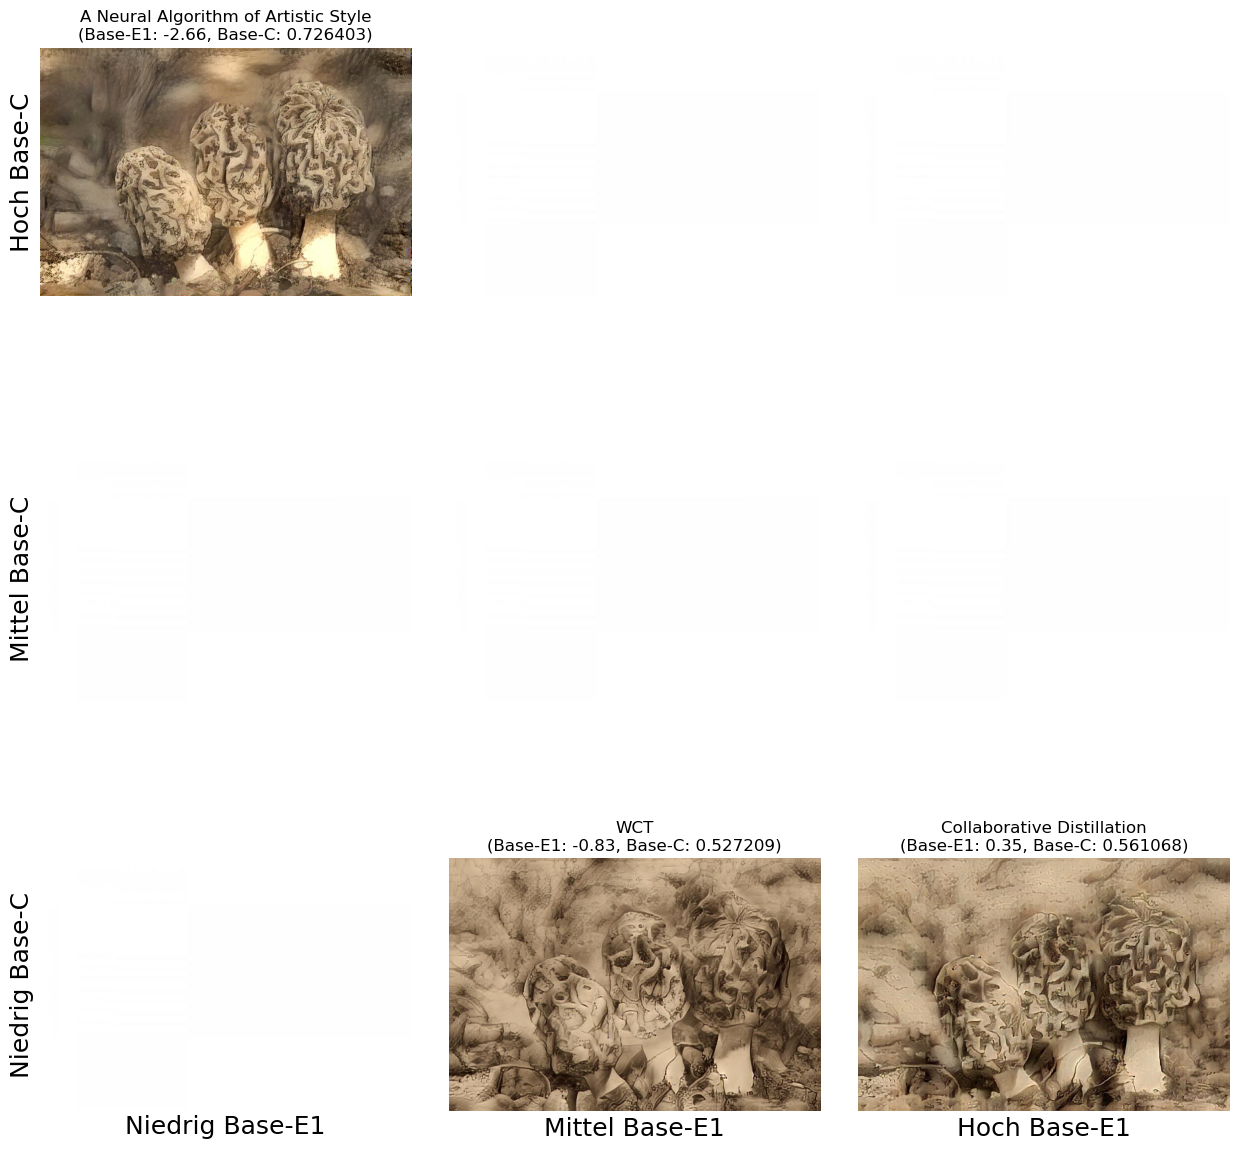 A Neural Algorithm of Artistic Style
(Base-E1: -2.66, Base-C: 0.726403)
Hoch Base-C
Mittel Base-C
WCT
(Base-E1: -0.83, Base-C: 0.527209)
Collaborative Distillation
(Base-E1: 0.35, Base-C: 0.561068)
Niedrig Base-C
Niedrig Base-E1
Mittel Base-E1
Hoch Base-E1